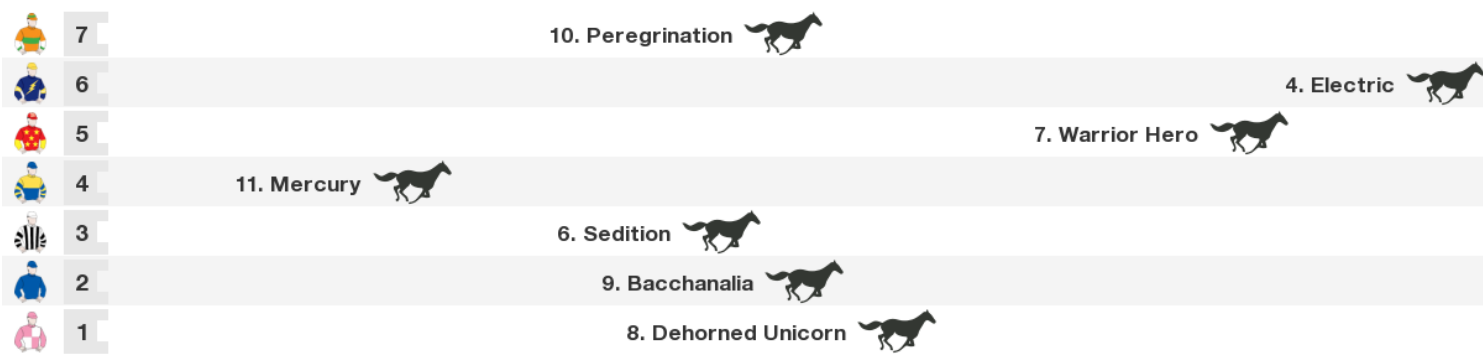 7 10. Peregrination
6 4. Electric
5 7. Warrior Hero
4 11. Mercury
3 6. Sedition
2 9. Bacchanalia
1 8. Dehorned Unicorn